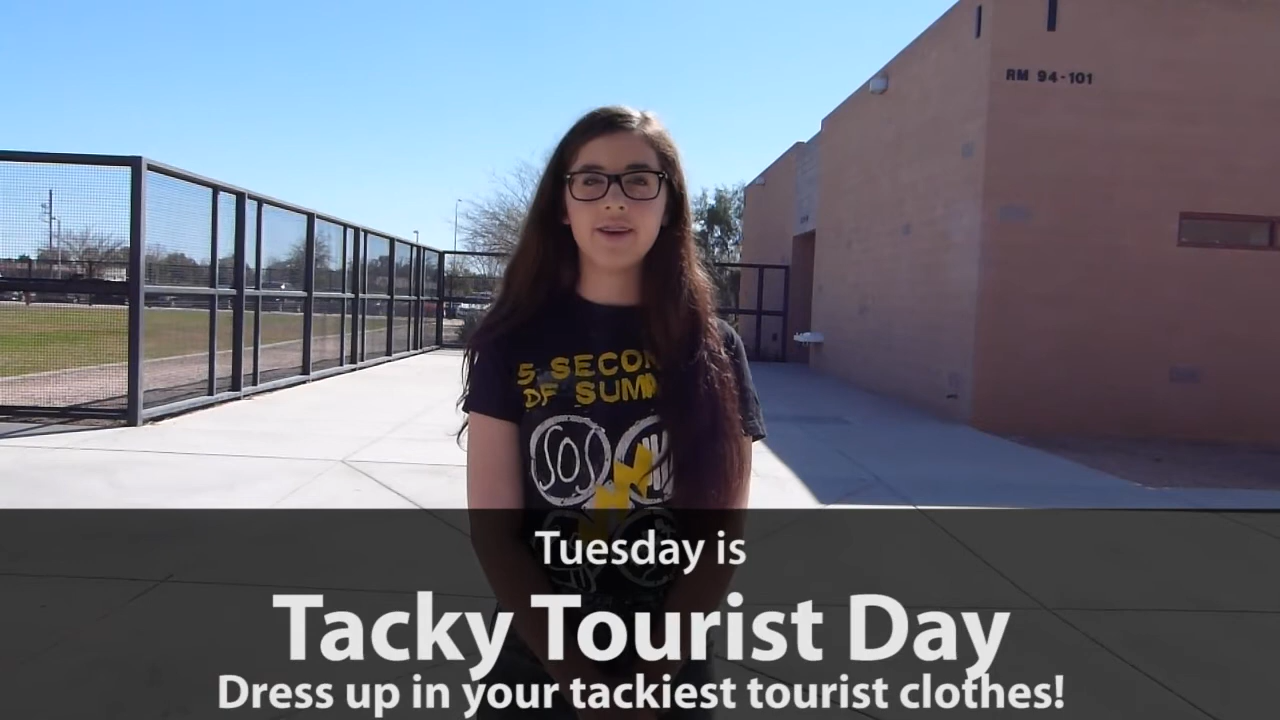 RM 94-101
5 SECON
OF SUMM
SOS
Tuesday is
Tacky Tourist Day
Dress up in your tackiest tourist clothes!